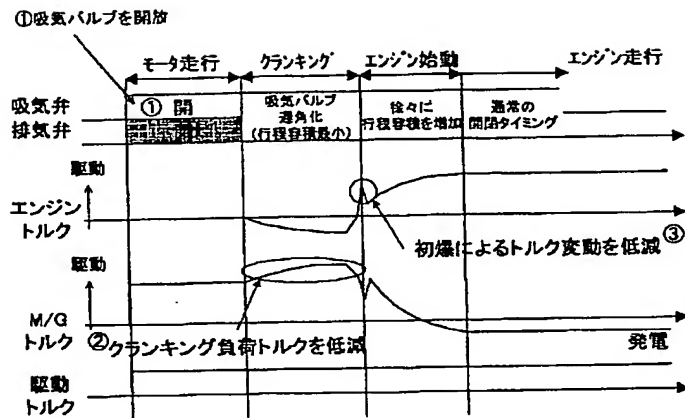 ①吸気バルブを開放
モータ走行
クランキング
エンジン始動
エンジン走行
吸気弁
排気弁
① 開
開
吸気バルブ
遅角化
(行程容積最小)
徐々に
行程容積を増加
通常の
開閉タイミング
駆動
エンジン
トルク
初爆によるトルク変動を低減③
駆動
M/G
トルク
②クランキング負荷トルクを低減
発電
駆動
トルク